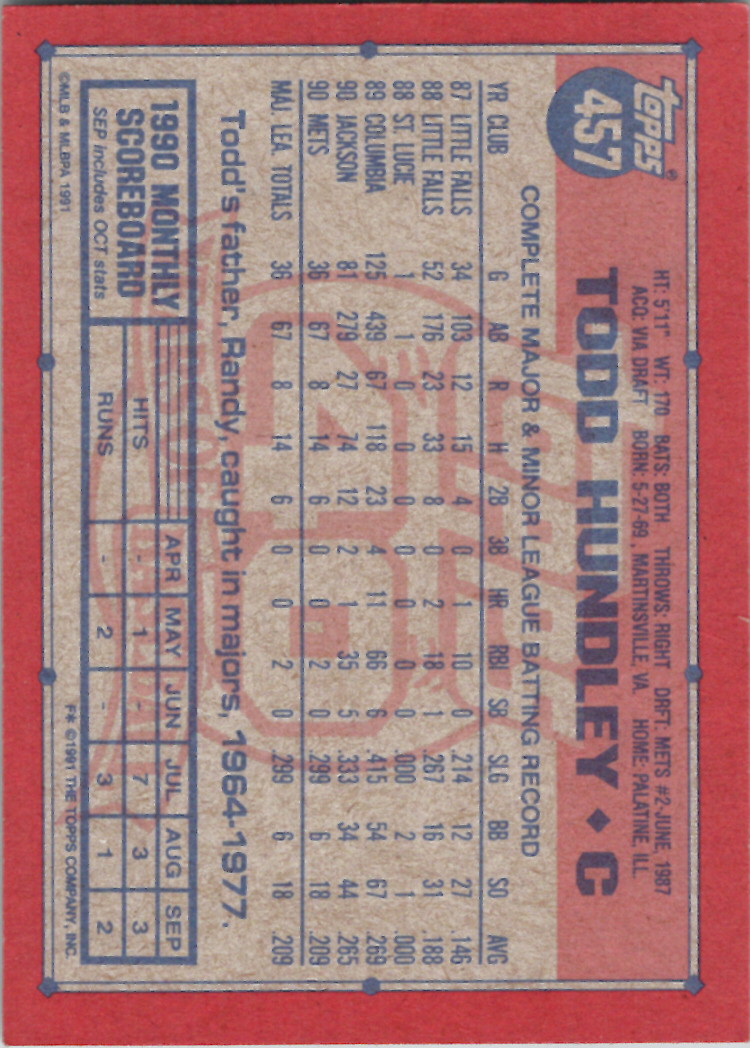 TOPPS®
457
TODD HUNDLEY ♦ C
HT: 5'11" WT: 170 BATS: BOTH THROWS: RIGHT DRFT: METS #2-JUNE, 1987
ACQ: VIA DRAFT BORN: 5-27-69, MARTINSVILLE, VA HOME: PALATINE, ILL.
COMPLETE MAJOR & MINOR LEAGUE BATTING RECORD
YR CLUB G AB R H 2B 3B HR RBI SB SLG BB SO AVG
87 LITTLE FALLS 34 103 12 15 4 0 1 10 0 .214 12 27 .146
88 LITTLE FALLS 52 176 23 33 8 0 2 18 1 .267 16 31 .188
88 ST. LUCIE 1 1 0 0 0 0 0 0 0 .000 2 1 .000
89 COLUMBIA 125 439 67 118 23 4 11 66 6 .415 54 67 .269
90 JACKSON 81 279 27 74 12 2 1 35 5 .333 34 44 .265
90 METS 36 67 8 14 6 0 0 2 0 .299 6 18 .209
MAJ. LEA. TOTALS 36 67 8 14 6 0 0 2 0 .299 6 18 .209
Todd's father, Randy, caught in majors, 1964-1977.
1990 MONTHLY
SCOREBOARD
SEP includes OCT stats
APR MAY JUN JUL AUG SEP
HITS - 1 - 7 3 3
RUNS - 2 - 3 1 2
©MLB & MLBPA 1991
F* ©1991 THE TOPPS COMPANY, INC.